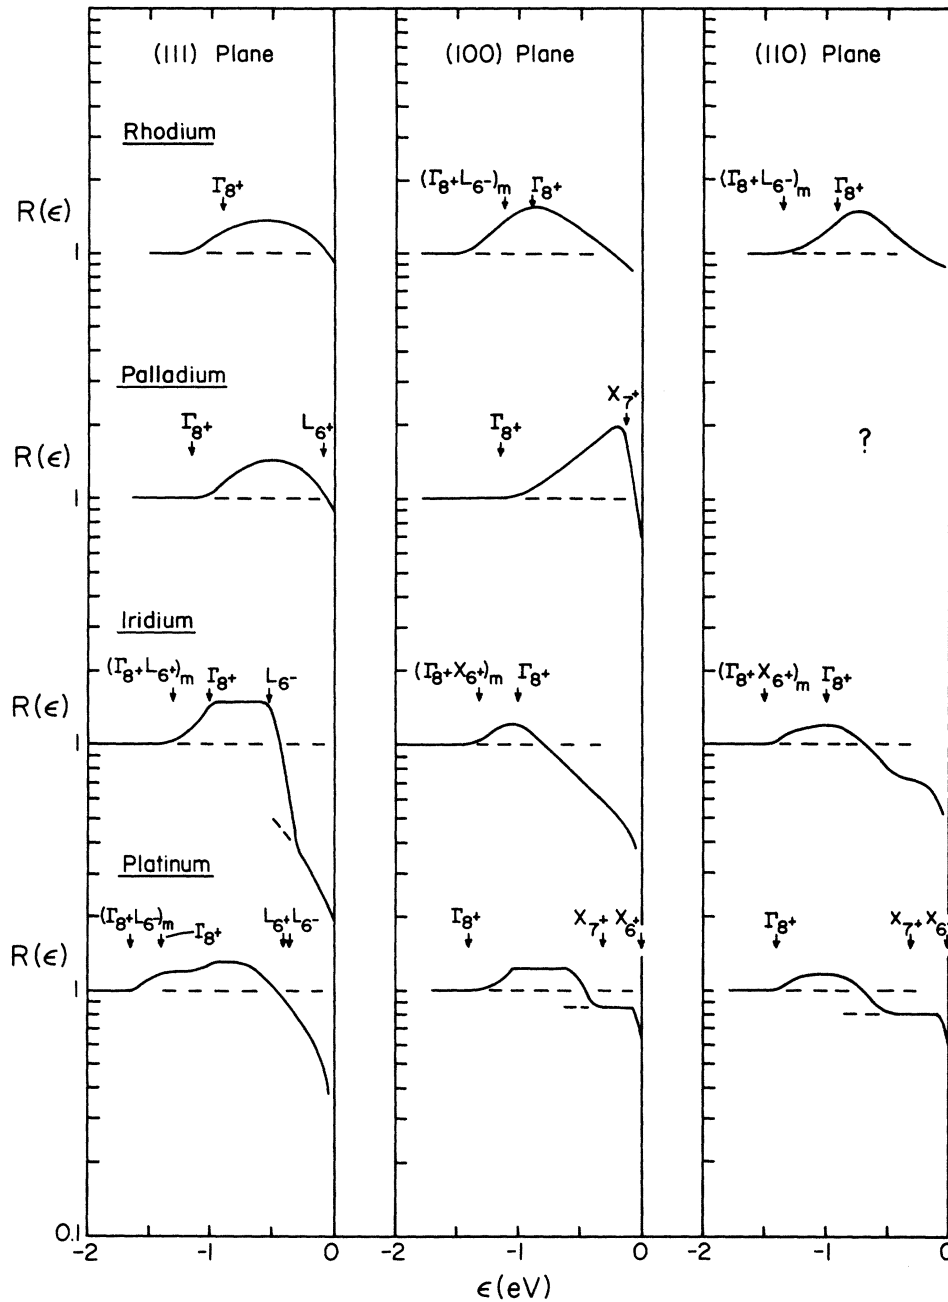 (111) Plane (100) Plane (110) Plane
Rhodium
Γ8+ (Γ8+L6-)m Γ8+ (Γ8+L6-)m Γ8+
R(ϵ)
1
Palladium
Γ8+ L6+ Γ8+ X7+
R(ϵ) ?
1
Iridium
(Γ8+L6+)m Γ8+ L6- (Γ8+X6+)m Γ8+ (Γ8+X6+)m Γ8+
R(ϵ)
1
Platinum
(Γ8+L6-)m Γ8+ L6+ L6- Γ8+ X7+ X6+ Γ8+ X7+ X6
R(ϵ)
1
0.1
-2 -1 0 -2 -1 0 -2 -1 0
ϵ(eV)